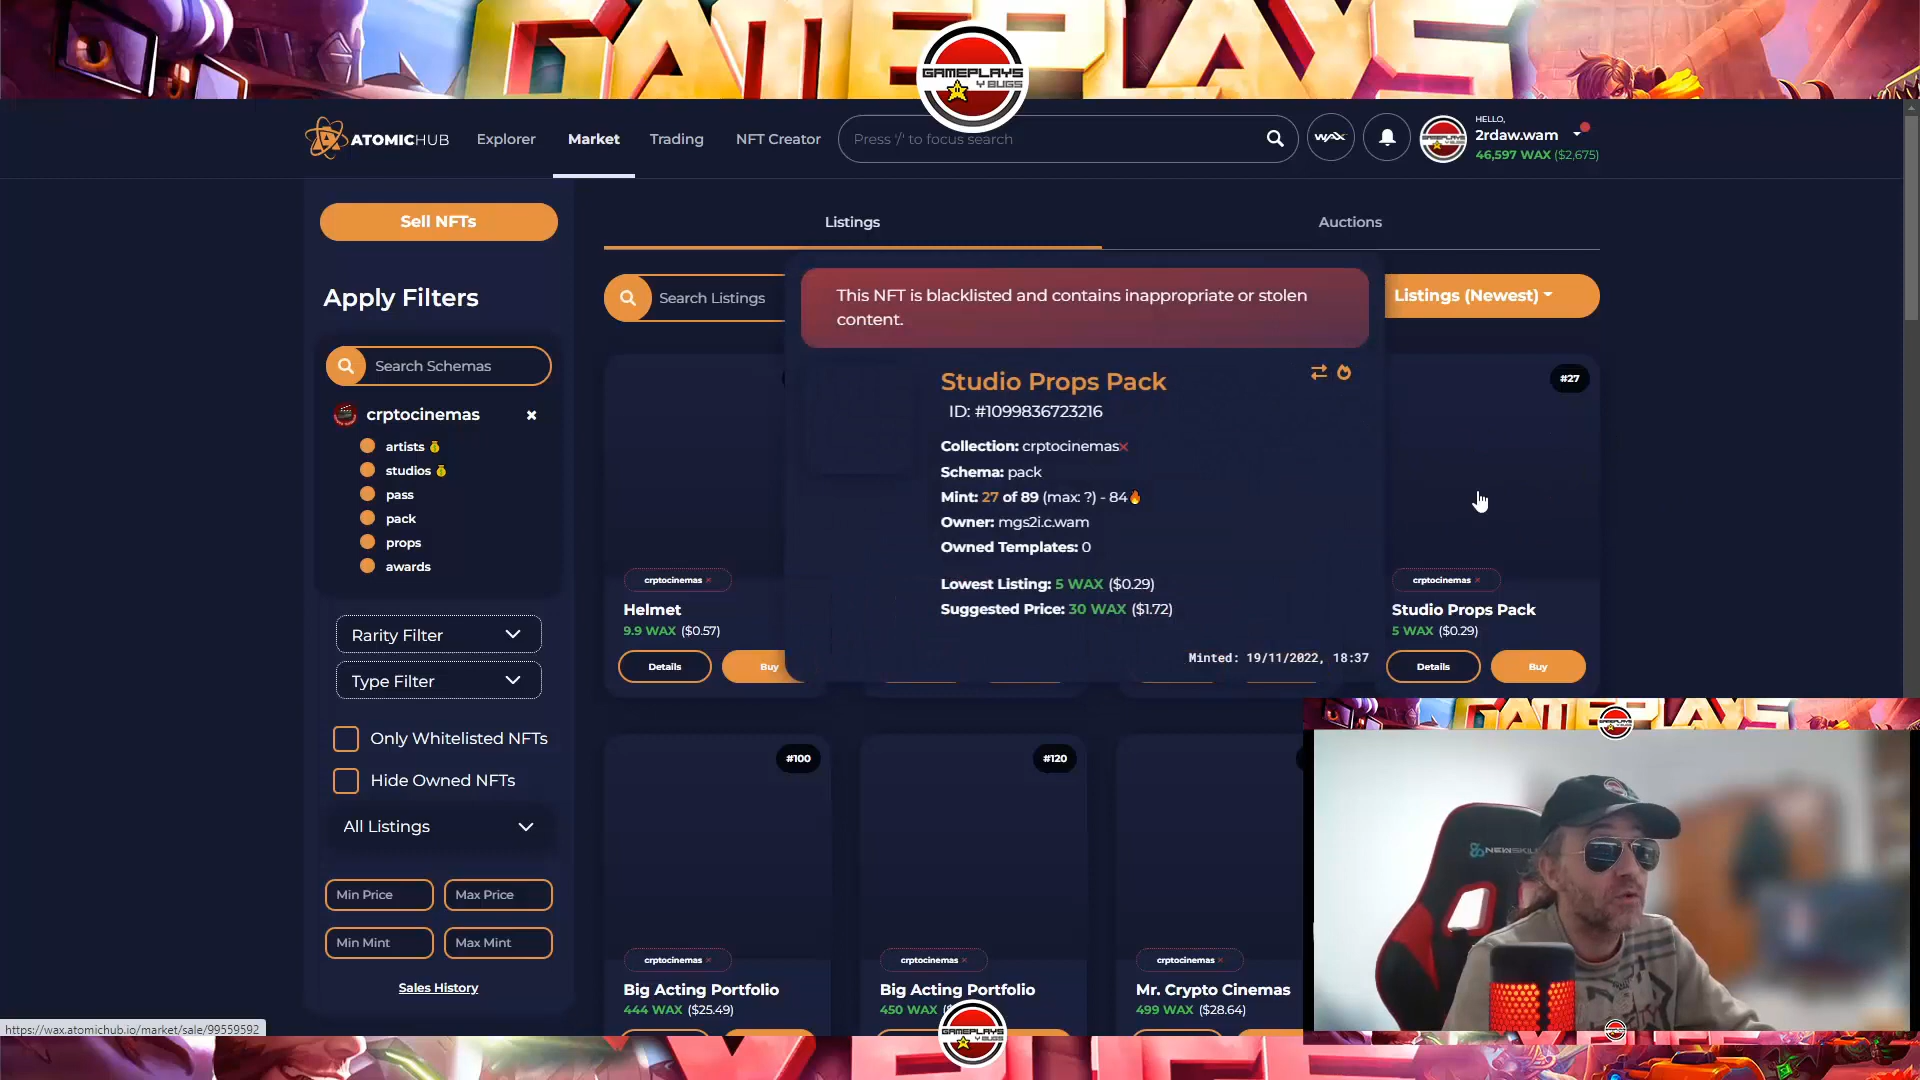 GAMEPLAYS
GAMEPLAYS
Y BUGS
ATOMICHUB
Explorer
Market
Trading
NFT Creator
Press '/' to focus search
WAX
HELLO,
2rdaw.wam
46,597 WAX ($2,675)
Sell NFTs
Listings
Auctions
Apply Filters
Search Listings
Listings (Newest)
This NFT is blacklisted and contains inappropriate or stolen
content.
Search Schemas
crptocinemas
artists
studios
pass
pack
props
awards
Studio Props Pack
ID: #1099836723216
Collection: crptocinemas
Schema: pack
Mint: 27 of 89 (max: ?) - 84
Owner: mgs2i.c.wam
Owned Templates: 0
Lowest Listing: 5 WAX ($0.29)
Suggested Price: 30 WAX ($1.72)
Minted: 19/11/2022, 18:37
#27
crptocinemas
Helmet
9.9 WAX ($0.57)
Details
Buy
crptocinemas
Studio Props Pack
5 WAX ($0.29)
Details
Buy
Rarity Filter
Type Filter
Only Whitelisted NFTs
Hide Owned NFTs
All Listings
Min Price
Max Price
Min Mint
Max Mint
Sales History
#100
crptocinemas
Big Acting Portfolio
444 WAX ($25.49)
#120
crptocinemas
Big Acting Portfolio
450 WAX
crptocinemas
Mr. Crypto Cinemas
499 WAX ($28.64)
GAMEPLAYS
NEWSKILL
https://wax.atomichub.io/market/sale/99559592
GAMEPLAYS
Y BUGS